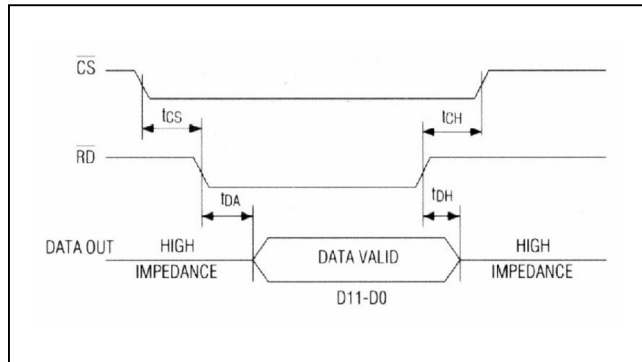 CS
tCS
tCH
RD
tDA
tDH
DATA OUT
HIGH
IMPEDANCE
DATA VALID
HIGH
IMPEDANCE
D11-D0